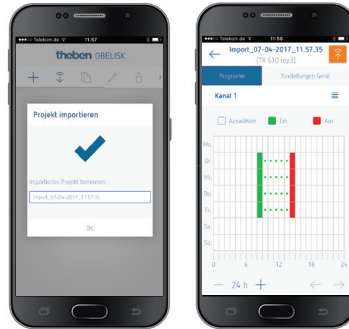 Telekom.de 11:57
theben OBELISK
Projekt importieren
Importiertes Projekt benennen:
Import_07-04-2017_11.57.35
OK
Telekom.de 11:58
Import_07-04-2017_11.57.35
(TR 610 top3)
Programm
Einstellungen Gerät
Kanal 1
Auswählen Ein Aus
Mo
Di
Mi
Do
Fr
Sa
So
0 6 12 18 24
24 h